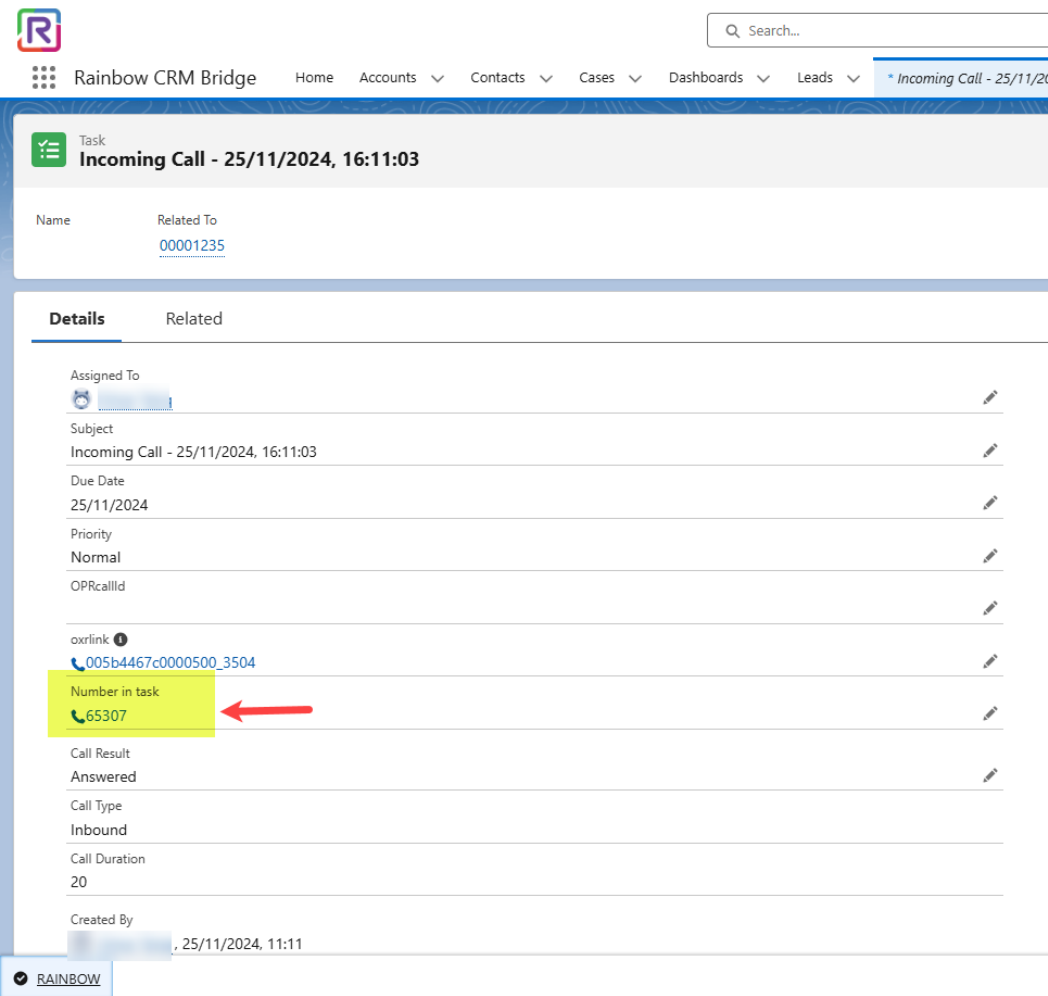 R
Search...
Rainbow CRM Bridge Home Accounts Contacts Cases Dashboards Leads * Incoming Call - 25/11/20
Task
Incoming Call - 25/11/2024, 16:11:03
Name Related To
00001235
Details Related
Assigned To
Subject
Incoming Call - 25/11/2024, 16:11:03
Due Date
25/11/2024
Priority
Normal
OPRcallId
oxrlink
005b4467c0000500_3504
Number in task
65307
Call Result
Answered
Call Type
Inbound
Call Duration
20
Created By
, 25/11/2024, 11:11
RAINBOW